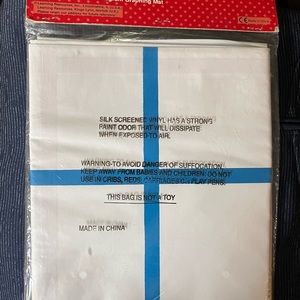 Graphing Mat
SILK SCREENED VINYL HAS A STRONG
PAINT ODOR THAT WILL DISSIPATE
WHEN EXPOSED TO AIR.
WARNING-TO AVOID DANGER OF SUFFOCATION,
KEEP AWAY FROM BABIES AND CHILDREN. DO NOT
USE IN CRIBS, BEDS, CARRIAGES OR PLAY PENS.
THIS BAG IS NOT A TOY
MADE IN CHINA